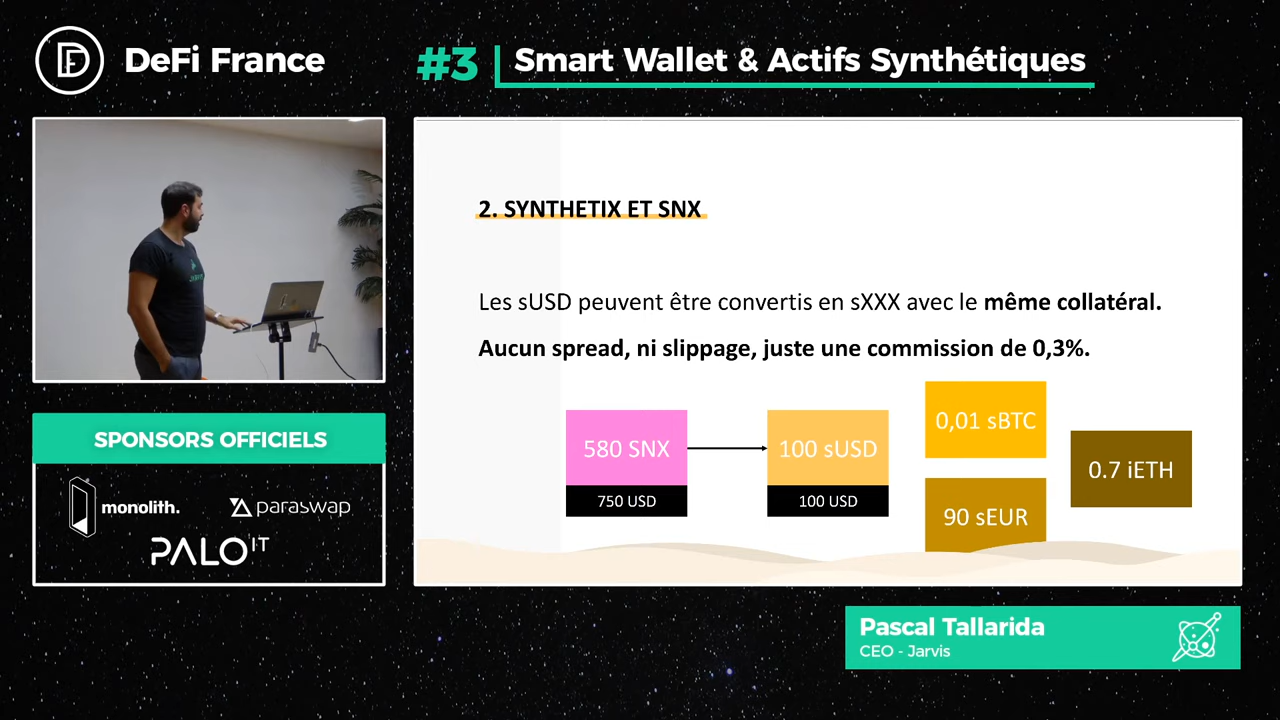 DeFi France
#3
Smart Wallet & Actifs Synthétiques
2. SYNTHETIX ET SNX
Les sUSD peuvent être convertis en sXXX avec le même collatéral.
Aucun spread, ni slippage, juste une commission de 0,3%.
580 SNX
750 USD
100 sUSD
100 USD
0,01 sBTC
90 sEUR
0.7 iETH
SPONSORS OFFICIELS
monolith.
paraswap
PALO IT
Pascal Tallarida
CEO - Jarvis